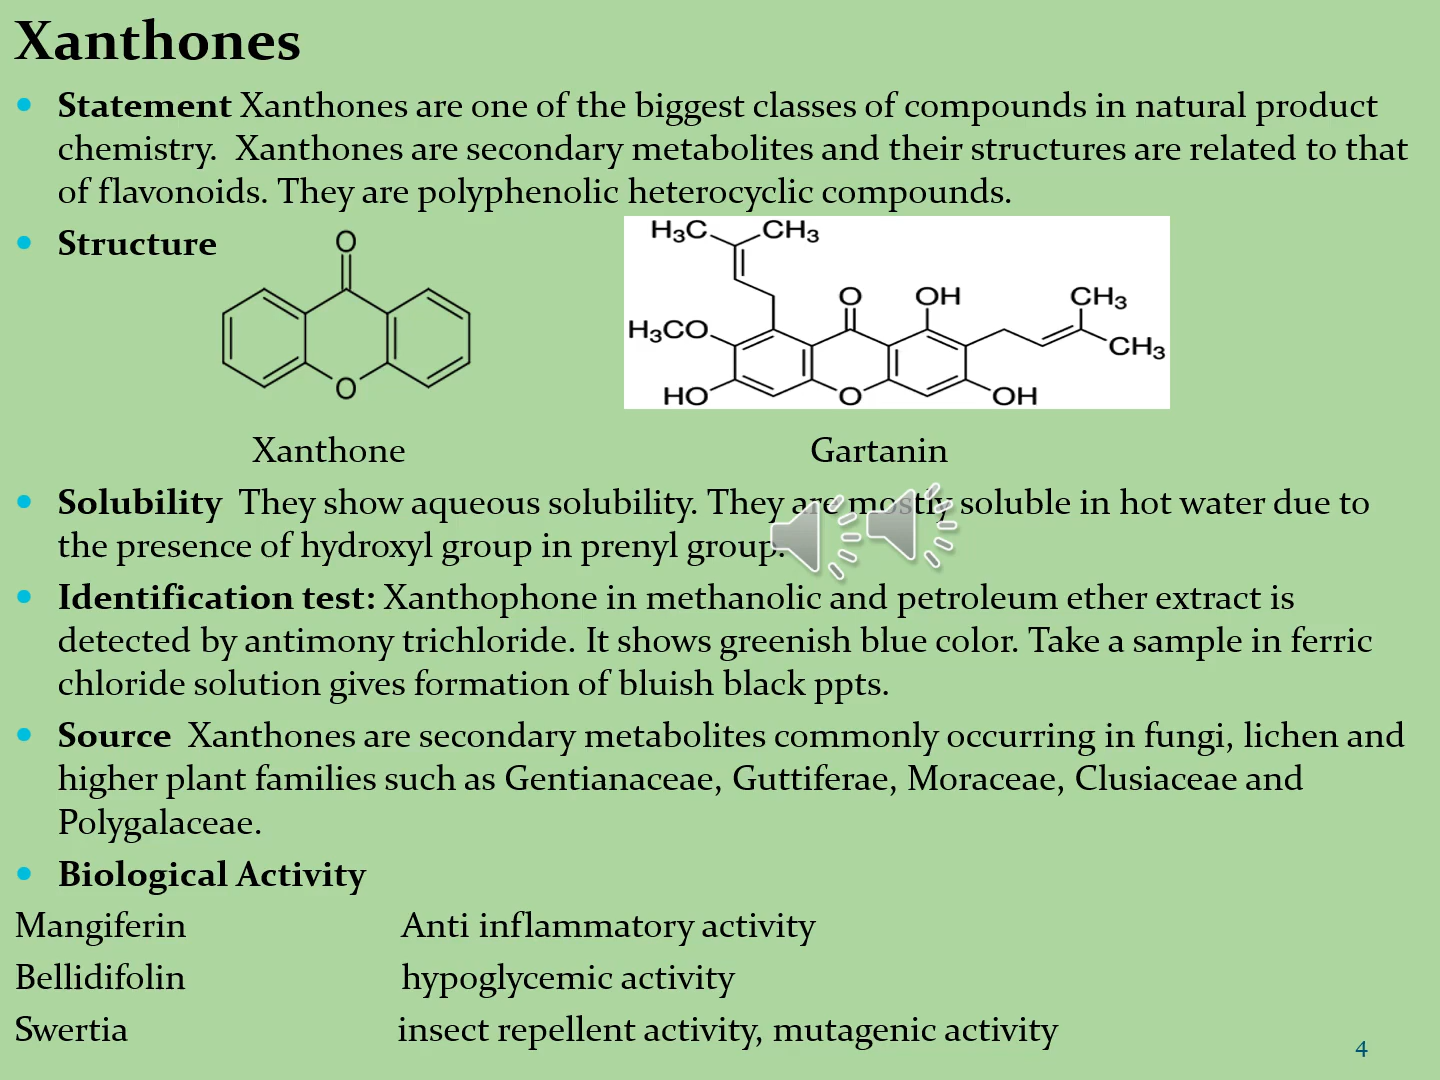 Xanthones
Statement Xanthones are one of the biggest classes of compounds in natural product
chemistry. Xanthones are secondary metabolites and their structures are related to that
of flavonoids. They are polyphenolic heterocyclic compounds.
Structure
O
O
H₃C CH₃
O OH CH₃
H₃CO
CH₃
HO O OH
Xanthone Gartanin
Solubility They show aqueous solubility. They are mostly soluble in hot water due to
the presence of hydroxyl group in prenyl group.
Identification test: Xanthophone in methanolic and petroleum ether extract is
detected by antimony trichloride. It shows greenish blue color. Take a sample in ferric
chloride solution gives formation of bluish black ppts.
Source Xanthones are secondary metabolites commonly occurring in fungi, lichen and
higher plant families such as Gentianaceae, Guttiferae, Moraceae, Clusiaceae and
Polygalaceae.
Biological Activity
Mangiferin Anti inflammatory activity
Bellidifolin hypoglycemic activity
Swertia insect repellent activity, mutagenic activity
4